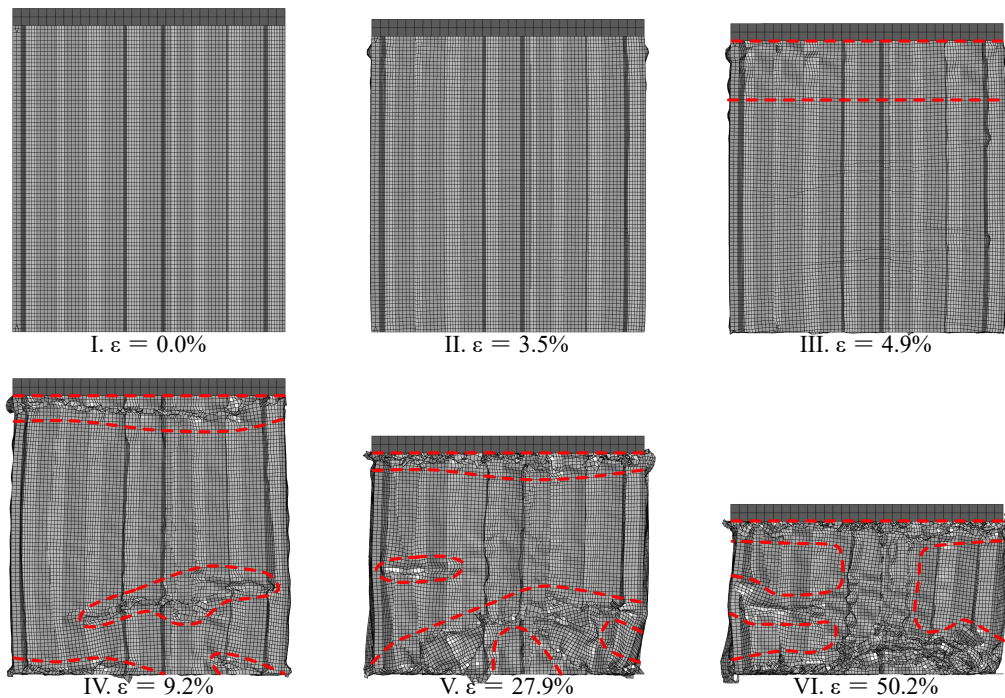 I. ε = 0.0%
II. ε = 3.5%
III. ε = 4.9%
IV. ε = 9.2%
V. ε = 27.9%
VI. ε = 50.2%